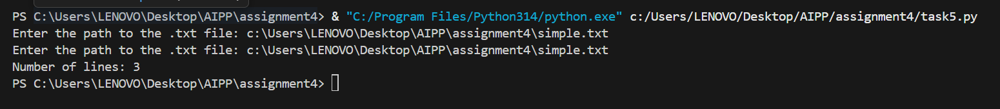 PS C:\Users\LENOVO\Desktop\AIPP\assignment4> & "C:/Program Files/Python314/python.exe" c:/Users/LENOVO/Desktop/AIPP/assignment4/task5.py
Enter the path to the .txt file: c:\Users\LENOVO\Desktop\AIPP\assignment4\simple.txt
Enter the path to the .txt file: c:\Users\LENOVO\Desktop\AIPP\assignment4\simple.txt
Number of lines: 3
PS C:\Users\LENOVO\Desktop\AIPP\assignment4>